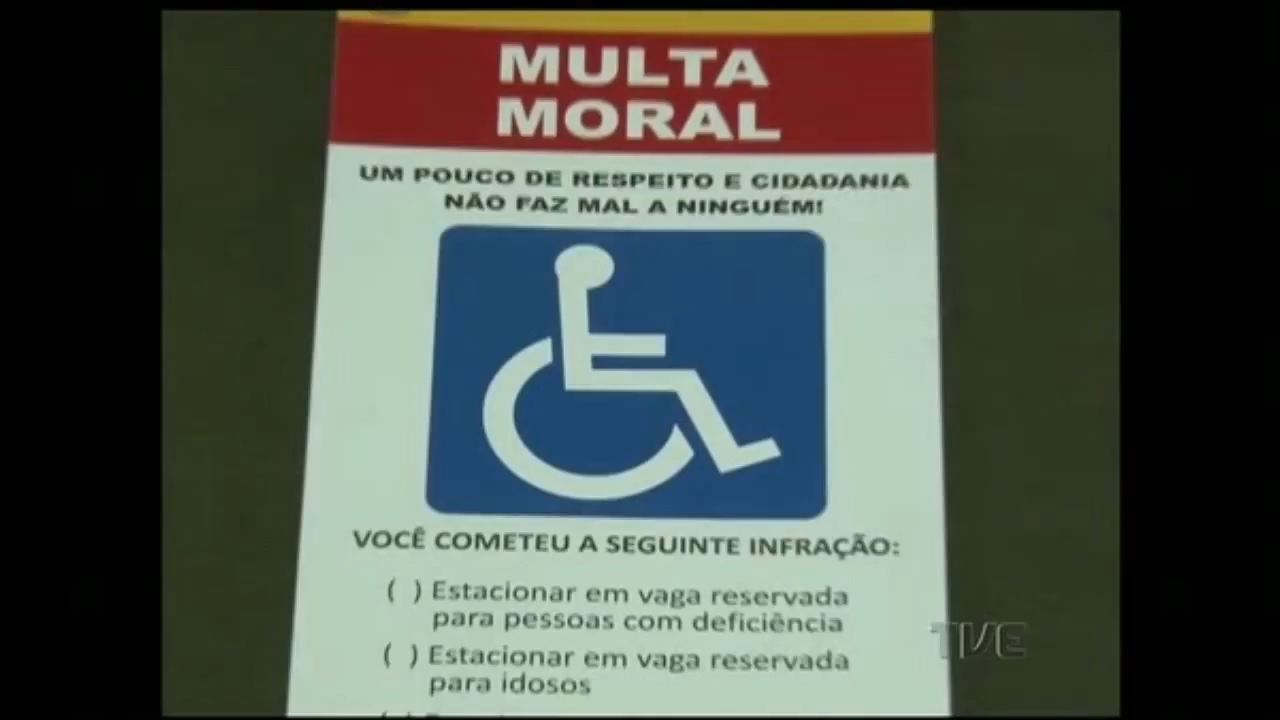 MULTA
MORAL
UM POUCO DE RESPEITO E CIDADANIA
NÃO FAZ MAL A NINGUÉM!
VOCÊ COMETEU A SEGUINTE INFRAÇÃO:
( ) Estacionar em vaga reservada
para pessoas com deficiência
( ) Estacionar em vaga reservada
para idosos
TVE